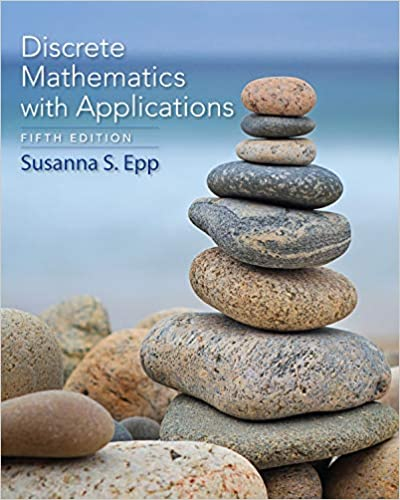 Discrete
Mathematics
with Applications
FIFTH EDITION
Susanna S. Epp